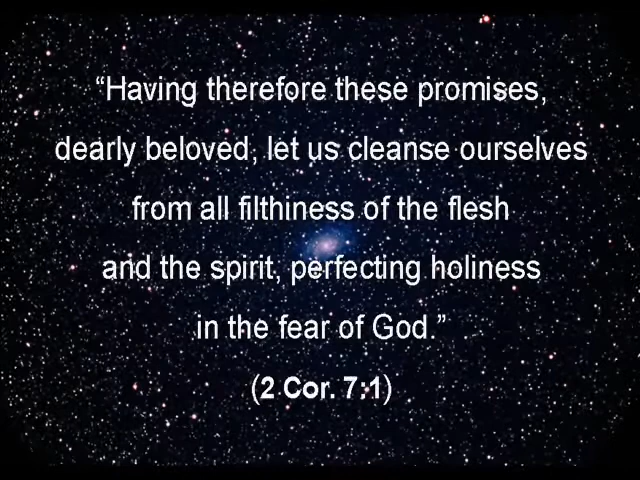 “Having therefore these promises,
dearly beloved, let us cleanse ourselves
from all filthiness of the flesh
and the spirit, perfecting holiness
in the fear of God.”
(2 Cor. 7:1)